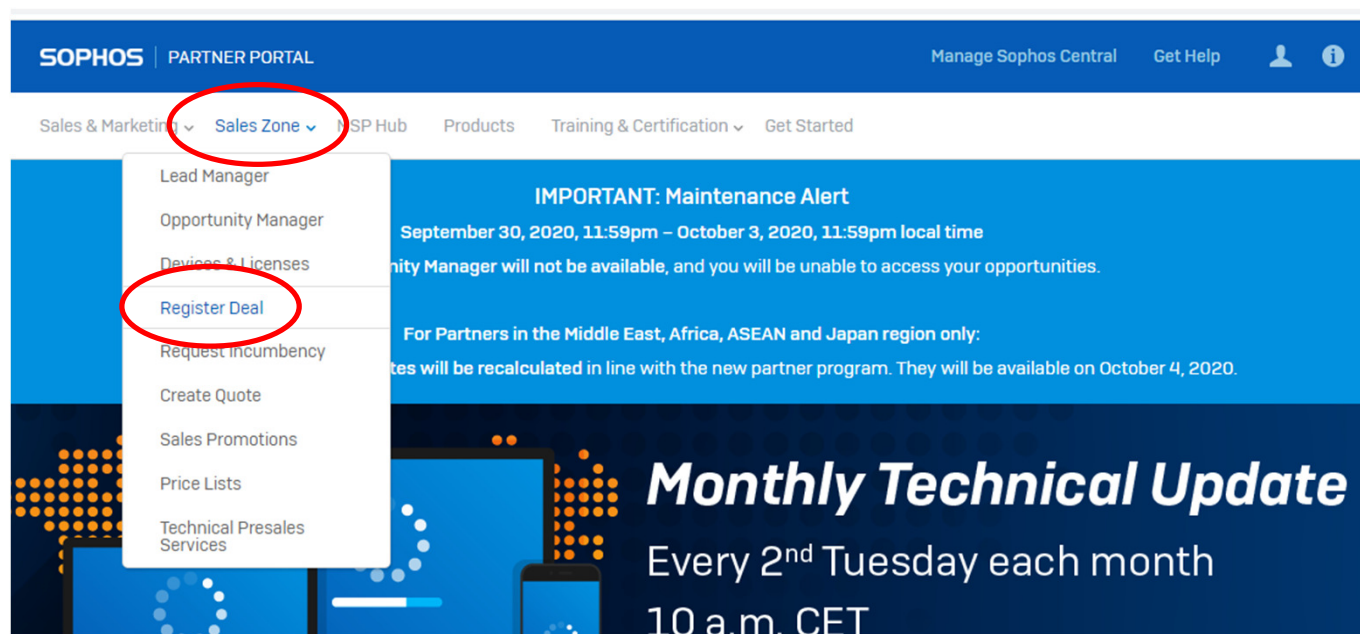 SOPHOS PARTNER PORTAL Manage Sophos Central Get Help
Sales & Marketing Sales Zone MSP Hub Products Training & Certification Get Started
Lead Manager
Opportunity Manager
Devices & Licenses
Register Deal
Request Incumbency
Create Quote
Sales Promotions
Price Lists
Technical Presales
Services
IMPORTANT: Maintenance Alert
September 30, 2020, 11:59pm – October 3, 2020, 11:59pm local time
nity Manager will not be available, and you will be unable to access your opportunities.
For Partners in the Middle East, Africa, ASEAN and Japan region only:
tes will be recalculated in line with the new partner program. They will be available on October 4, 2020.
Monthly Technical Update
Every 2nd Tuesday each month
10 a.m. CET